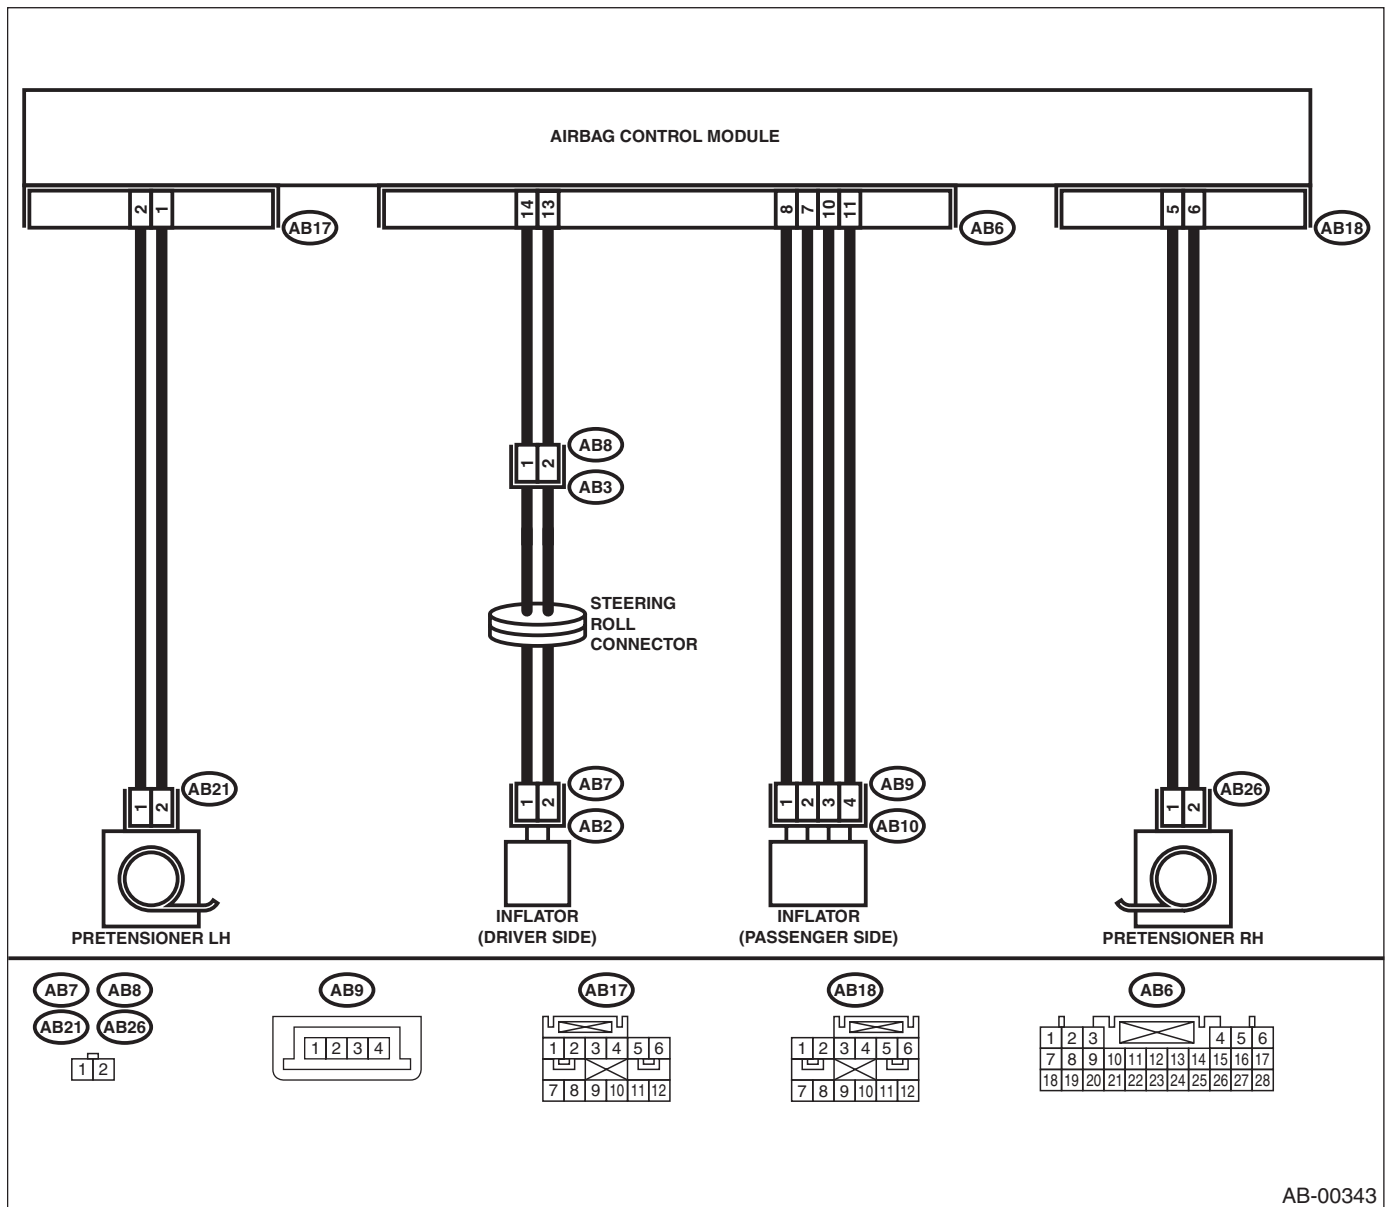 AIRBAG CONTROL MODULE
2 1
AB17
14 13
8 7 10 11
AB6
5 6
AB18
1 2
AB8
AB3
STEERING
ROLL
CONNECTOR
1 2
AB21
1 2
AB7
AB2
1 2 3 4
AB9
AB10
1 2
AB26
PRETENSIONER LH
INFLATOR
(DRIVER SIDE)
INFLATOR
(PASSENGER SIDE)
PRETENSIONER RH
AB7 AB8
AB21 AB26
1 2
AB9
1 2 3 4
AB17
1 2 3 4 5 6
7 8 9 10 11 12
AB18
1 2 3 4 5 6
7 8 9 10 11 12
AB6
1 2 3 4 5 6
7 8 9 10 11 12 13 14 15 16 17
18 19 20 21 22 23 24 25 26 27 28
AB-00343